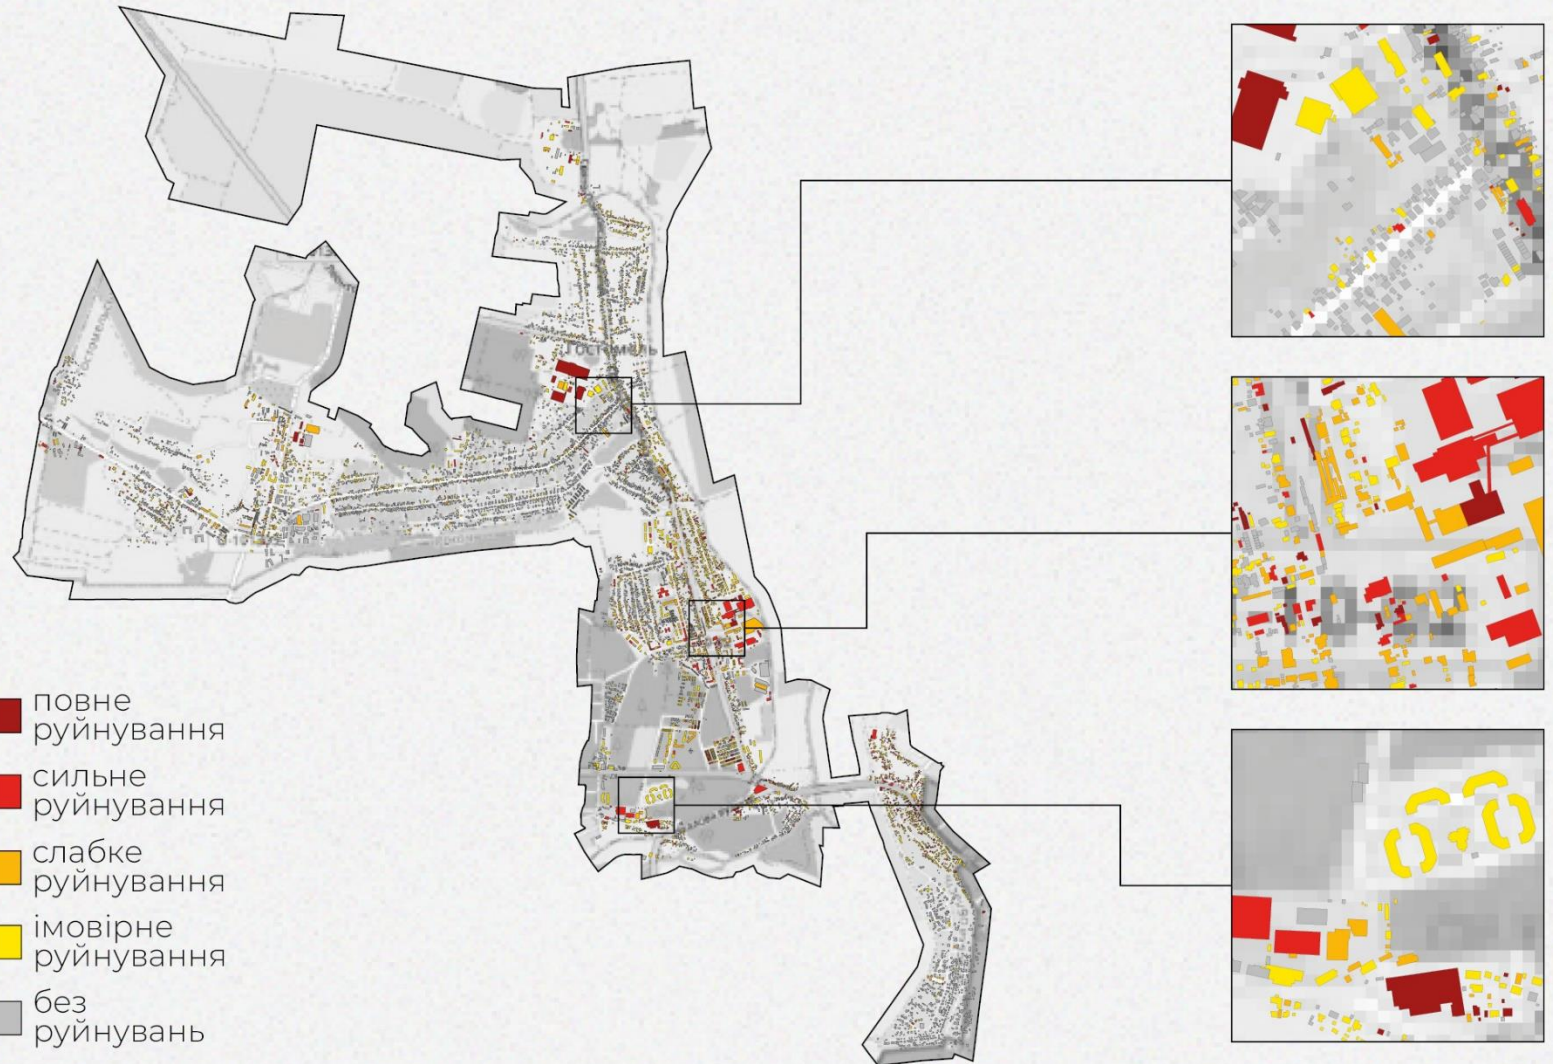 Гостомель
повне
руйнування
сильне
руйнування
слабке
руйнування
імовірне
руйнування
без
руйнувань